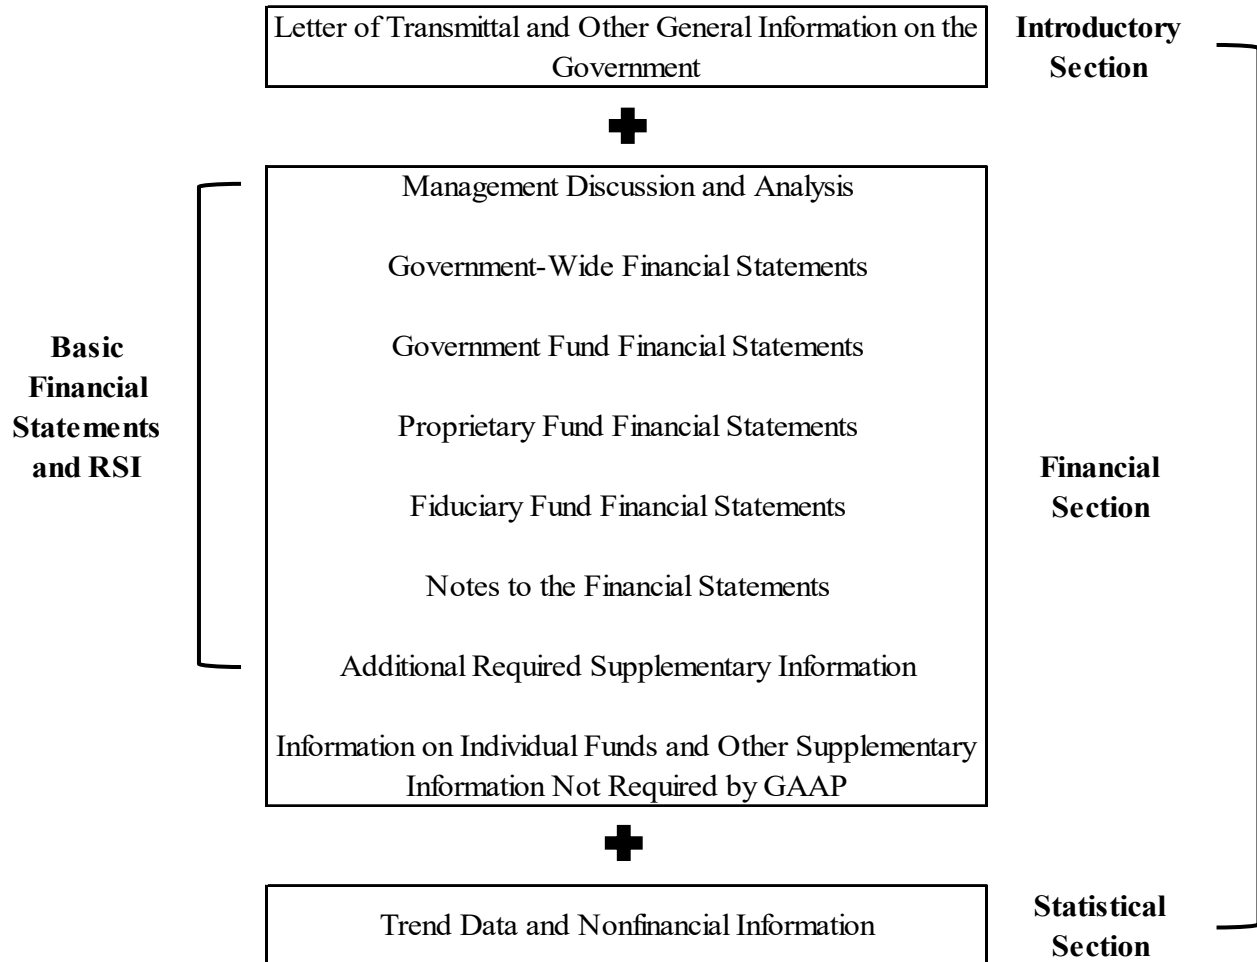 Letter of Transmittal and Other General Information on the
Government
Introductory
Section
Management Discussion and Analysis
Government-Wide Financial Statements
Government Fund Financial Statements
Proprietary Fund Financial Statements
Fiduciary Fund Financial Statements
Notes to the Financial Statements
Additional Required Supplementary Information
Information on Individual Funds and Other Supplementary
Information Not Required by GAAP
Basic
Financial
Statements
and RSI
Financial
Section
Trend Data and Nonfinancial Information
Statistical
Section